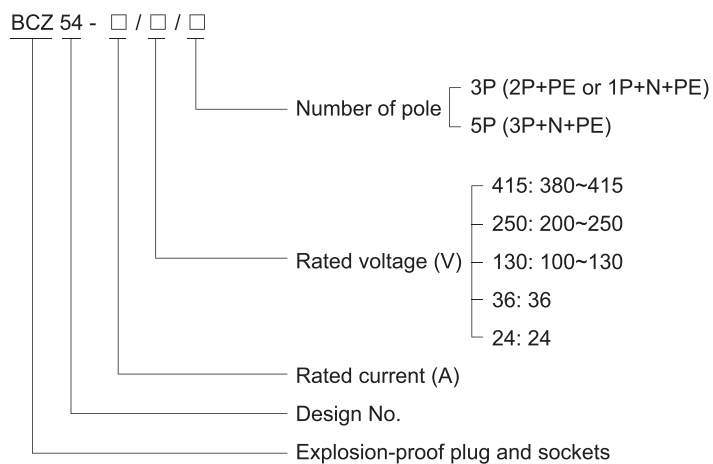 BCZ 54 - □ / □ / □
3P (2P+PE or 1P+N+PE)
Number of pole
5P (3P+N+PE)
415: 380~415
250: 200~250
Rated voltage (V)
130: 100~130
36: 36
24: 24
Rated current (A)
Design No.
Explosion-proof plug and sockets